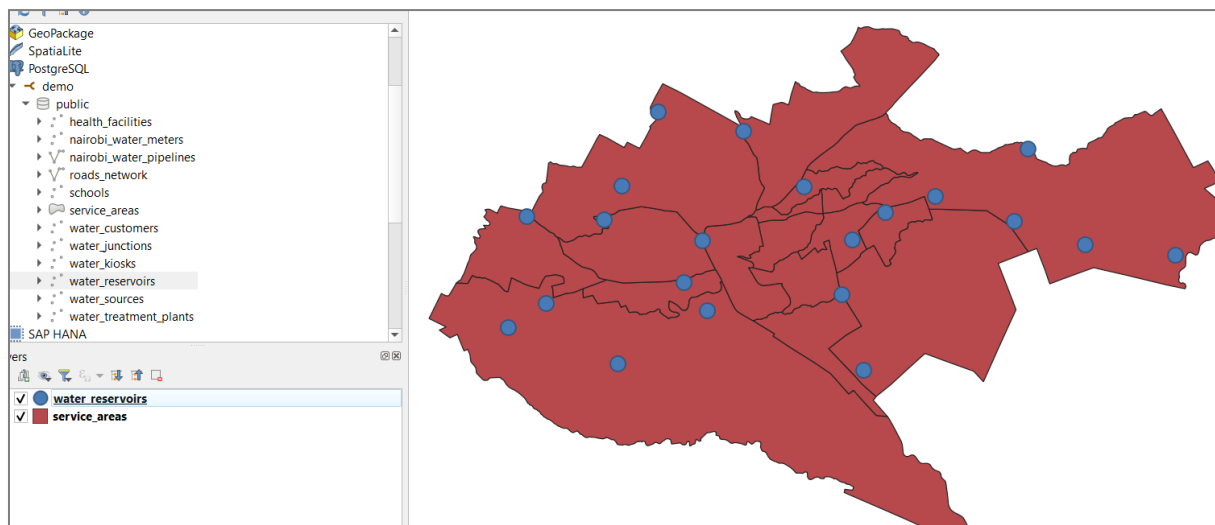 GeoPackage
SpatiaLite
PostgreSQL
demo
public
health_facilities
nairobi_water_meters
nairobi_water_pipelines
roads_network
schools
service_areas
water_customers
water_junctions
water_kiosks
water_reservoirs
water_sources
water_treatment_plants
SAP HANA
yers
water_reservoirs
service_areas